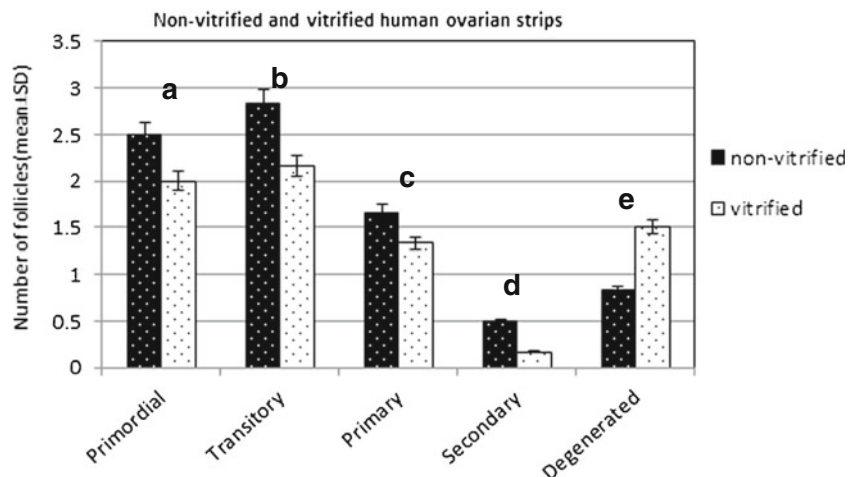 Non-vitrified and vitrified human ovarian strips
Number of follicles(mean±SD)
3.5
3
2.5
2
1.5
1
0.5
0
a
b
c
d
e
Primordial
Transitory
Primary
Secondary
Degenerated
non-vitrified
vitrified